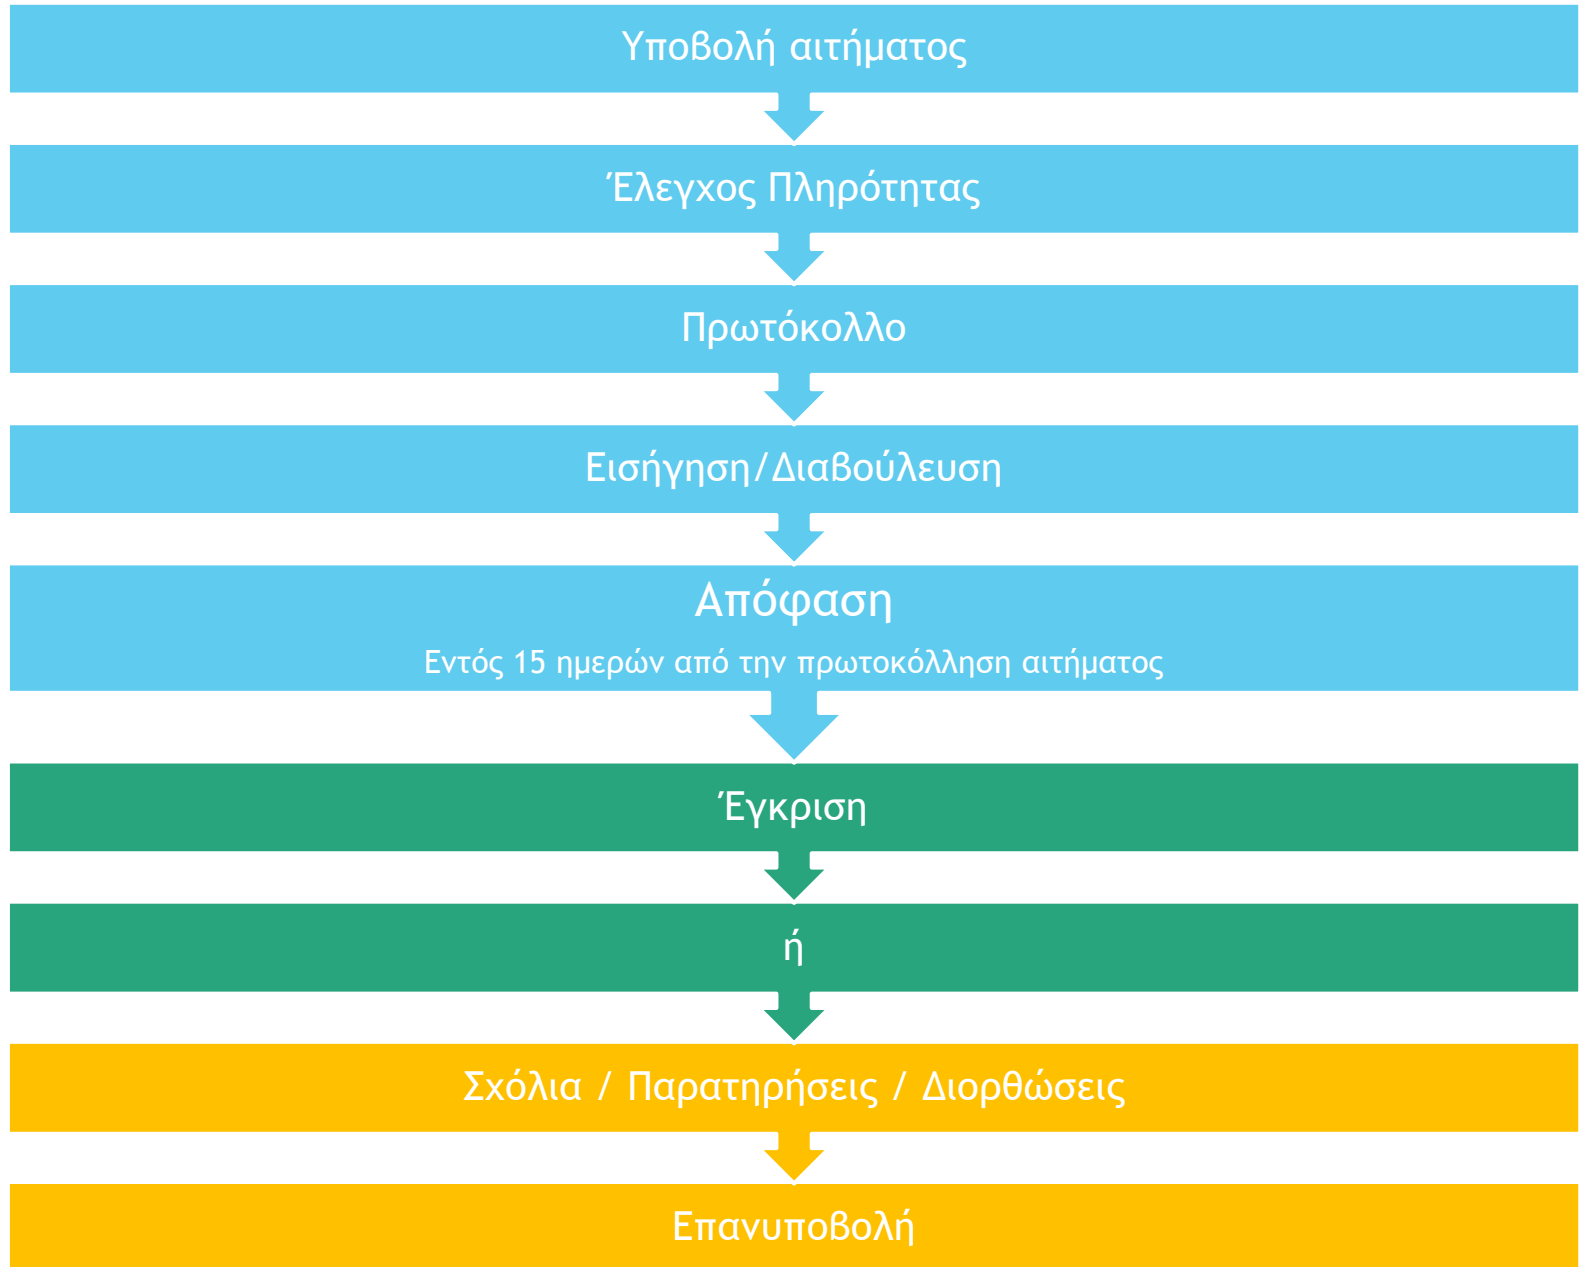 Υποβολή αιτήματος
Έλεγχος Πληρότητας
Πρωτόκολλο
Εισήγηση/Διαβούλευση
Απόφαση
Εντός 15 ημερών από την πρωτοκόλληση αιτήματος
Έγκριση
ή
Σχόλια / Παρατηρήσεις / Διορθώσεις
Επανυποβολή